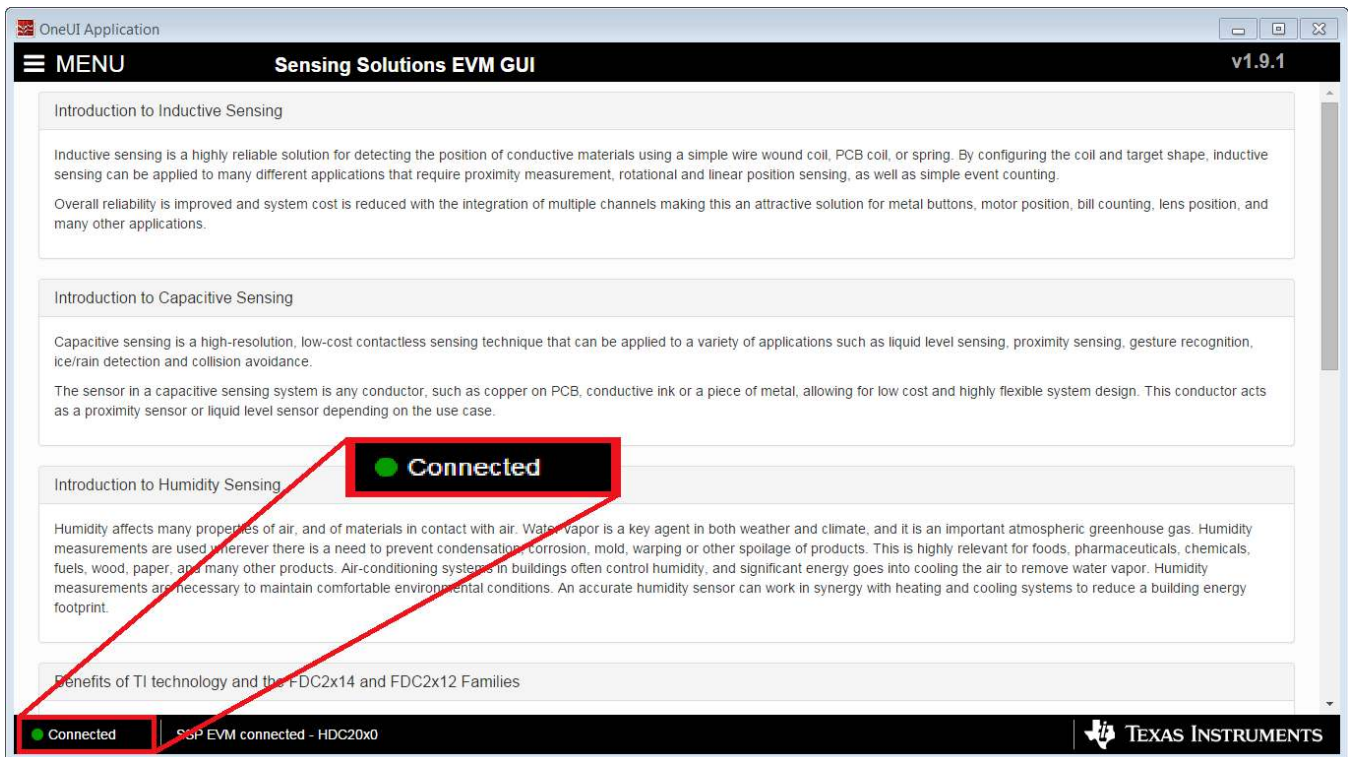 OneUI Application
MENU
Sensing Solutions EVM GUI
v1.9.1
Introduction to Inductive Sensing
Inductive sensing is a highly reliable solution for detecting the position of conductive materials using a simple wire wound coil, PCB coil, or spring. By configuring the coil and target shape, inductive
sensing can be applied to many different applications that require proximity measurement, rotational and linear position sensing, as well as simple event counting.
Overall reliability is improved and system cost is reduced with the integration of multiple channels making this an attractive solution for metal buttons, motor position, bill counting, lens position, and
many other applications.
Introduction to Capacitive Sensing
Capacitive sensing is a high-resolution, low-cost contactless sensing technique that can be applied to a variety of applications such as liquid level sensing, proximity sensing, gesture recognition,
ice/rain detection and collision avoidance.
The sensor in a capacitive sensing system is any conductor, such as copper on PCB, conductive ink or a piece of metal, allowing for low cost and highly flexible system design. This conductor acts
as a proximity sensor or liquid level sensor depending on the use case.
Connected
Introduction to Humidity Sensing
Humidity affects many properties of air, and of materials in contact with air. Water vapor is a key agent in both weather and climate, and it is an important atmospheric greenhouse gas. Humidity
measurements are used wherever there is a need to prevent condensation, corrosion, mold, warping or other spoilage of products. This is highly relevant for foods, pharmaceuticals, chemicals,
fuels, wood, paper, and many other products. Air-conditioning systems in buildings often control humidity, and significant energy goes into cooling the air to remove water vapor. Humidity
measurements are necessary to maintain comfortable environmental conditions. An accurate humidity sensor can work in synergy with heating and cooling systems to reduce a building energy
footprint.
Benefits of TI technology and the FDC2x14 and FDC2x12 Families
Connected
SSP EVM connected - HDC20x0
TEXAS INSTRUMENTS